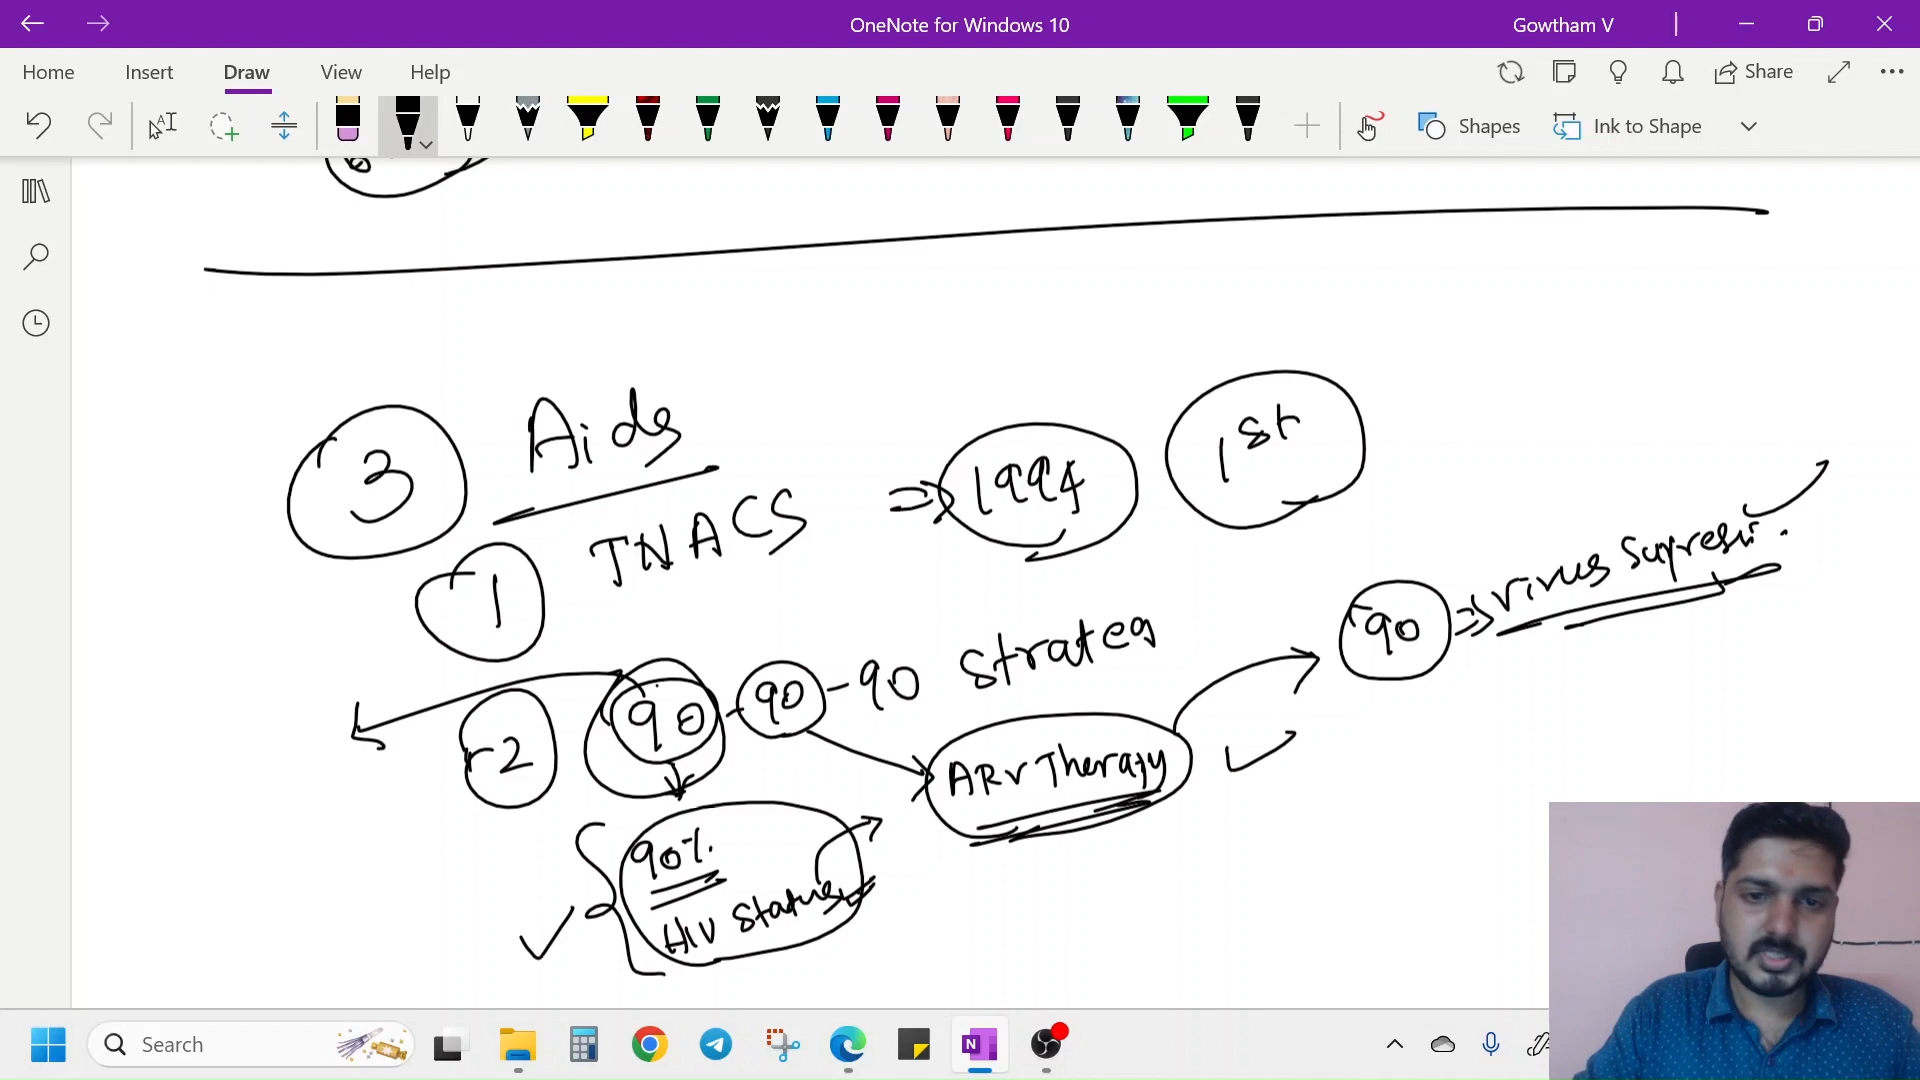 OneNote for Windows 10
Gowtham V
Home Insert Draw View Help
Share
Shapes
Ink to Shape
3 Aids
1 TNACS ⇒ 1994 1st
2 90 - 90 - 90 Strateg
90 ⇒ Virus Supressi.
ARV Therapy
90%
HIV Status
Search